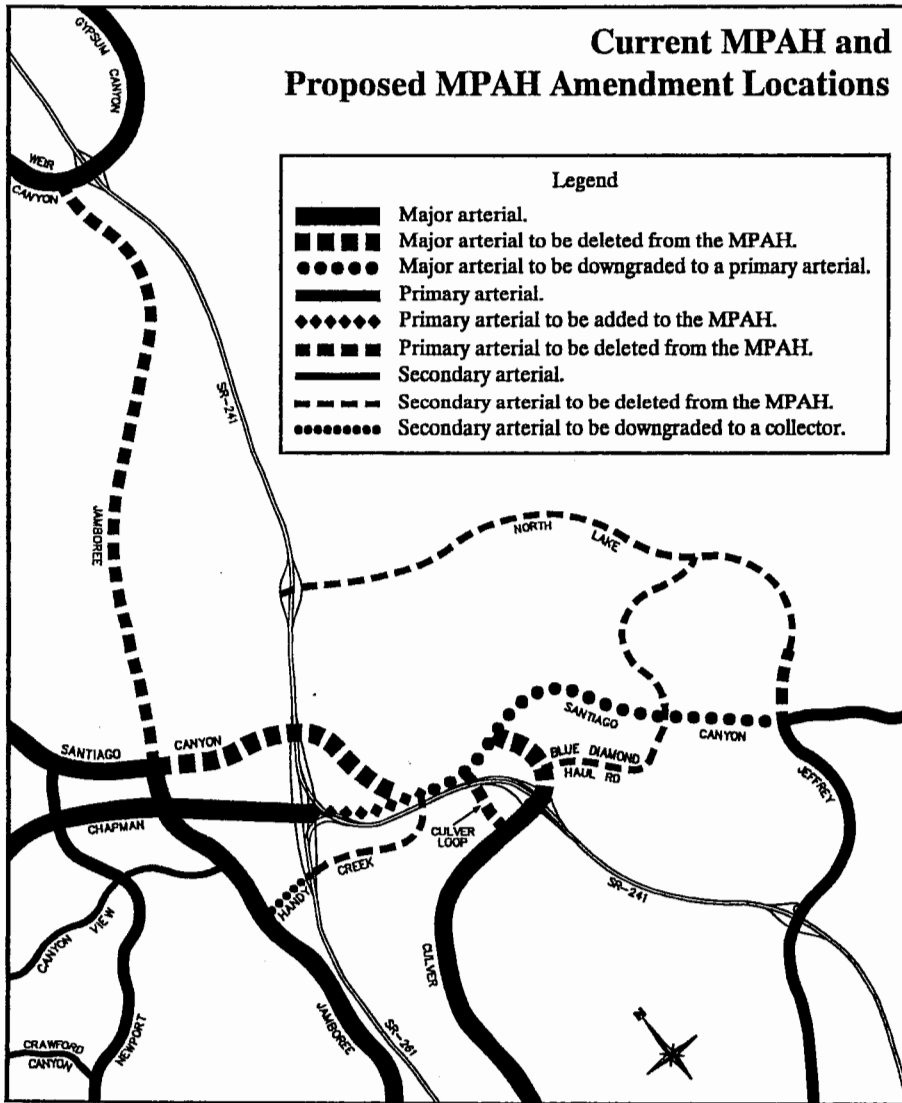 Current MPAH and
Proposed MPAH Amendment Locations
Legend
Major arterial.
Major arterial to be deleted from the MPAH.
Major arterial to be downgraded to a primary arterial.
Primary arterial.
Primary arterial to be added to the MPAH.
Primary arterial to be deleted from the MPAH.
Secondary arterial.
Secondary arterial to be deleted from the MPAH.
Secondary arterial to be downgraded to a collector.
GYPSUM
CANYON
WEIR
CANYON
SR-241
JAMBOREE
NORTH
LAKE
SANTIAGO
CANYON
SANTIAGO
CANYON
BLUE DIAMOND
HAUL RD
JEFFREY
CHAPMAN
CULVER
LOOP
CREEK
HANDY
SR-241
CANYON
VIEW
CULVER
NEWPORT
JAMBOREE
SR-261
N
CRAWFORD
CANYON